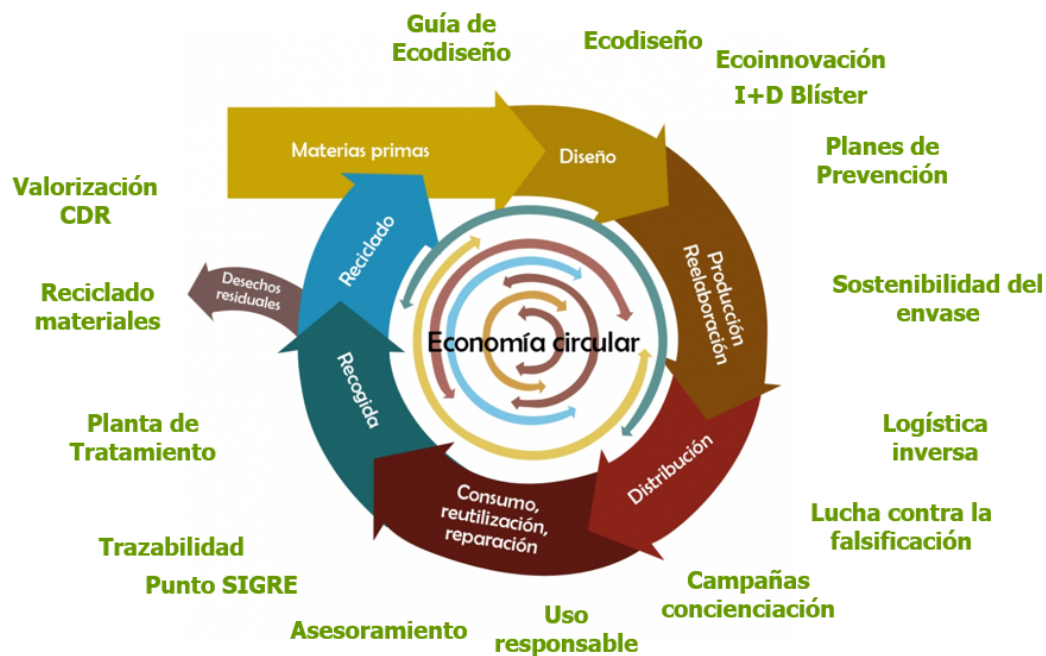 Guía de
Ecodiseño
Ecodiseño
Ecoinnovación
I+D Blíster
Planes de
Prevención
Sostenibilidad del
envase
Logística
inversa
Lucha contra la
falsificación
Campañas
concienciación
Uso
responsable
Asesoramiento
Punto SIGRE
Trazabilidad
Planta de
Tratamiento
Reciclado
materiales
Valorización
CDR
Materias primas
Diseño
Producción
Reelaboración
Distribución
Consumo,
reutilización,
reparación
Recogida
Reciclado
Desechos
residuales
Economía circular